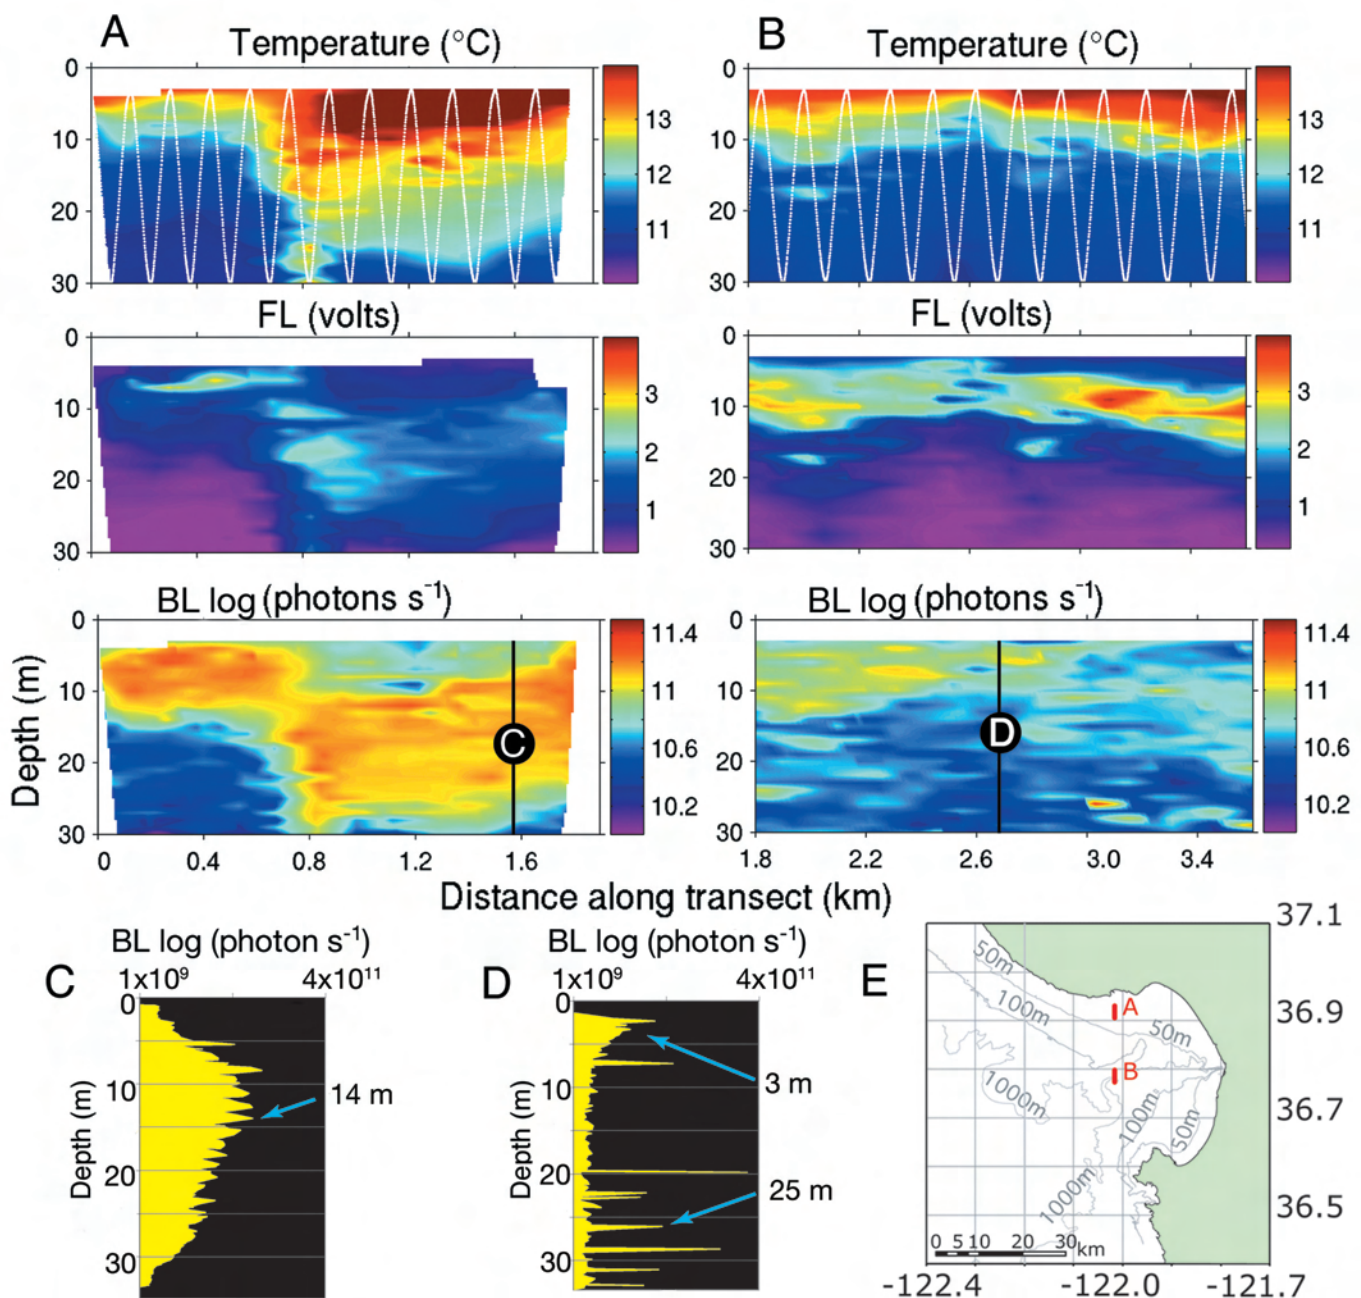 A
Temperature (°C)
0
10
20
30
13
12
11
FL (volts)
0
10
20
30
3
2
1
BL log (photons s⁻¹)
0
10
20
30
11.4
11
10.6
10.2
C
0 0.4 0.8 1.2 1.6
B
Temperature (°C)
0
10
20
30
13
12
11
FL (volts)
0
10
20
30
3
2
1
BL log (photons s⁻¹)
0
10
20
30
11.4
11
10.6
10.2
D
1.8 2.2 2.6 3.0 3.4
Depth (m)
Distance along transect (km)
C
BL log (photon s⁻¹)
1x10⁹ 4x10¹¹
0
10
20
30
Depth (m)
14 m
D
BL log (photon s⁻¹)
1x10⁹ 4x10¹¹
0
10
20
30
Depth (m)
3 m
25 m
E
37.1
36.9
36.7
36.5
50m
100m
A
50m
B
1000m
100m
50m
1000m
0 5 10 20 30 km
-122.4 -122.0 -121.7